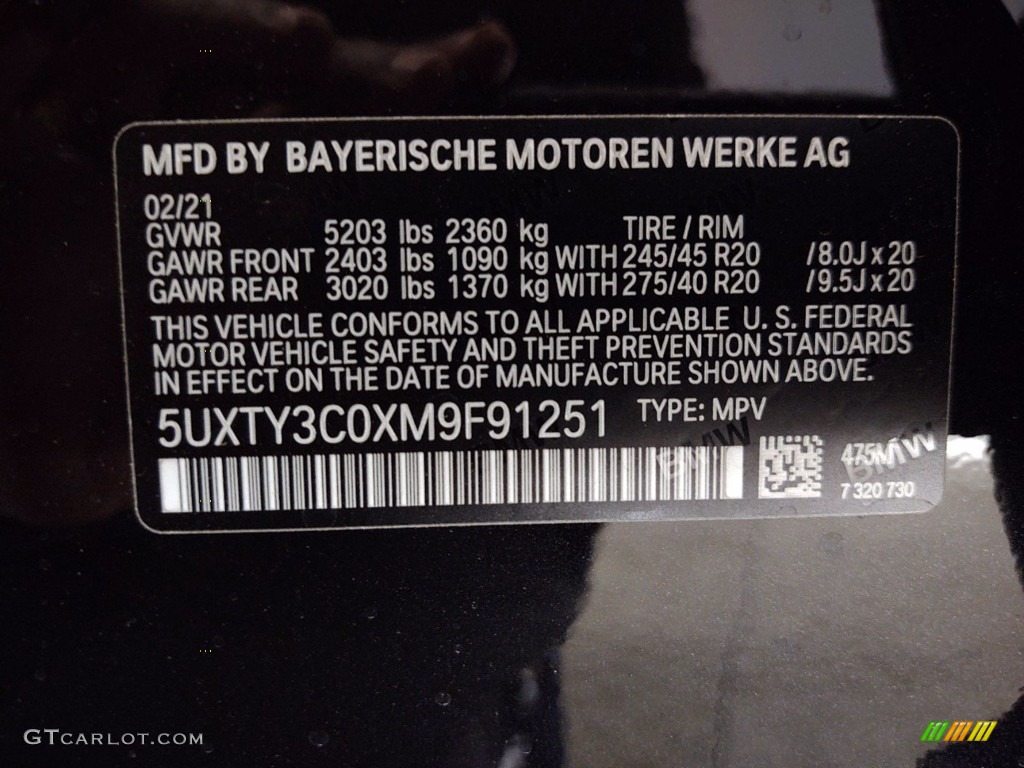 MFD BY BAYERISCHE MOTOREN WERKE AG
02/21
GVWR 5203 lbs 2360 kg TIRE / RIM
GAWR FRONT 2403 lbs 1090 kg WITH 245/45 R20 /8.0J x 20
GAWR REAR 3020 lbs 1370 kg WITH 275/40 R20 /9.5J x 20
THIS VEHICLE CONFORMS TO ALL APPLICABLE U. S. FEDERAL
MOTOR VEHICLE SAFETY AND THEFT PREVENTION STANDARDS
IN EFFECT ON THE DATE OF MANUFACTURE SHOWN ABOVE.
5UXTY3C0XM9F91251 TYPE: MPV
BMW BMW
475M
7 320 730
GTCARLOT.COM